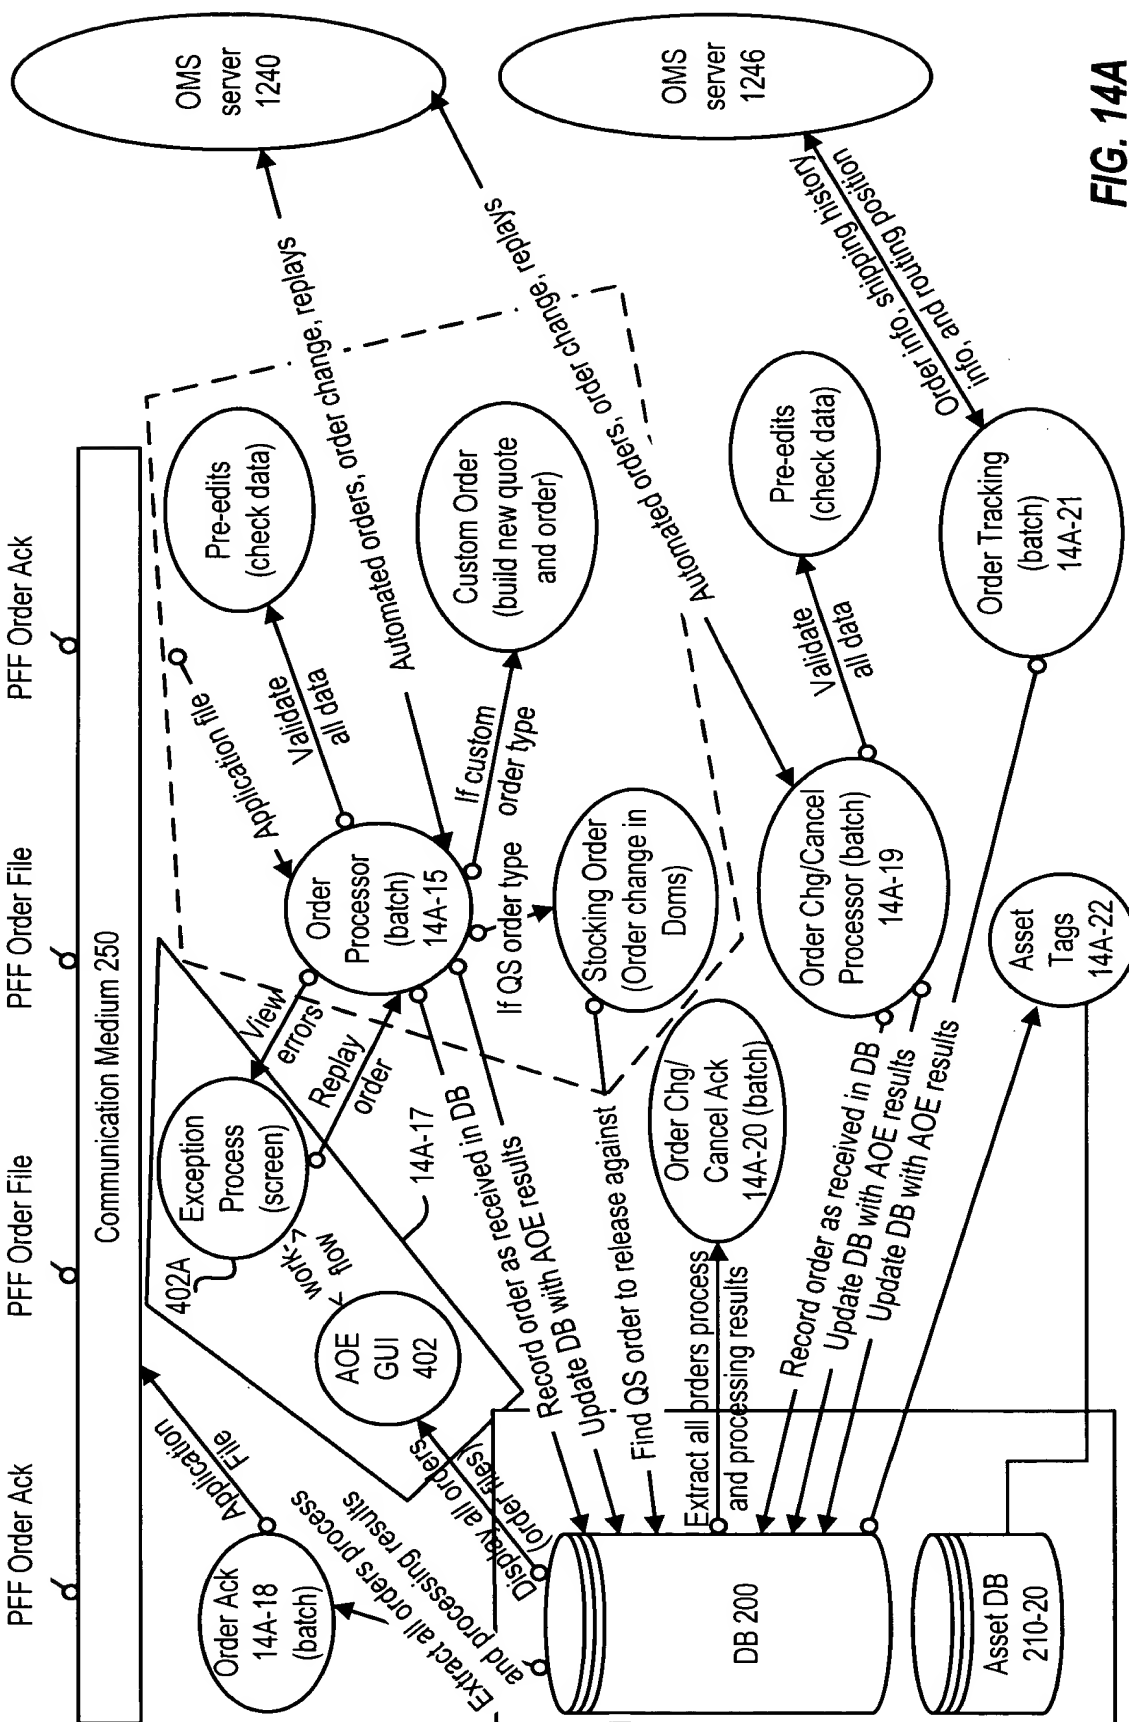 PFF Order Ack
PFF Order File
PFF Order File
PFF Order Ack
Communication Medium 250
Application
File
Order Ack
14A-18
(batch)
Extract all orders process
and processing results
402A
Exception
Process
(screen)
work-
flow
AOE
GUI
402
Display all orders
(order files)
14A-17
View
errors
Replay
order
Application file
Order
Processor
(batch)
14A-15
Validate
all data
Pre-edits
(check data)
Automated orders, order change, replays
OMS
server
1240
If custom
order type
Custom Order
(build new quote
and order)
If QS order type
Stocking Order
(Order change in
Doms)
Record order as received in DB
Update DB with AOE results
Find QS order to release against
Extract all orders process
and processing results
Order Chg/
Cancel Ack
14A-20 (batch)
Automated orders, order change, replays
Order Chg/Cancel
Processor (batch)
14A-19
Validate
all data
Pre-edits
(check data)
OMS
server
1246
Order info, shipping history
info, and routing position
Order Tracking
(batch)
14A-21
Record order as received in DB
Update DB with AOE results
Update DB with AOE results
Asset
Tags
14A-22
DB 200
Asset DB
210-20
FIG. 14A